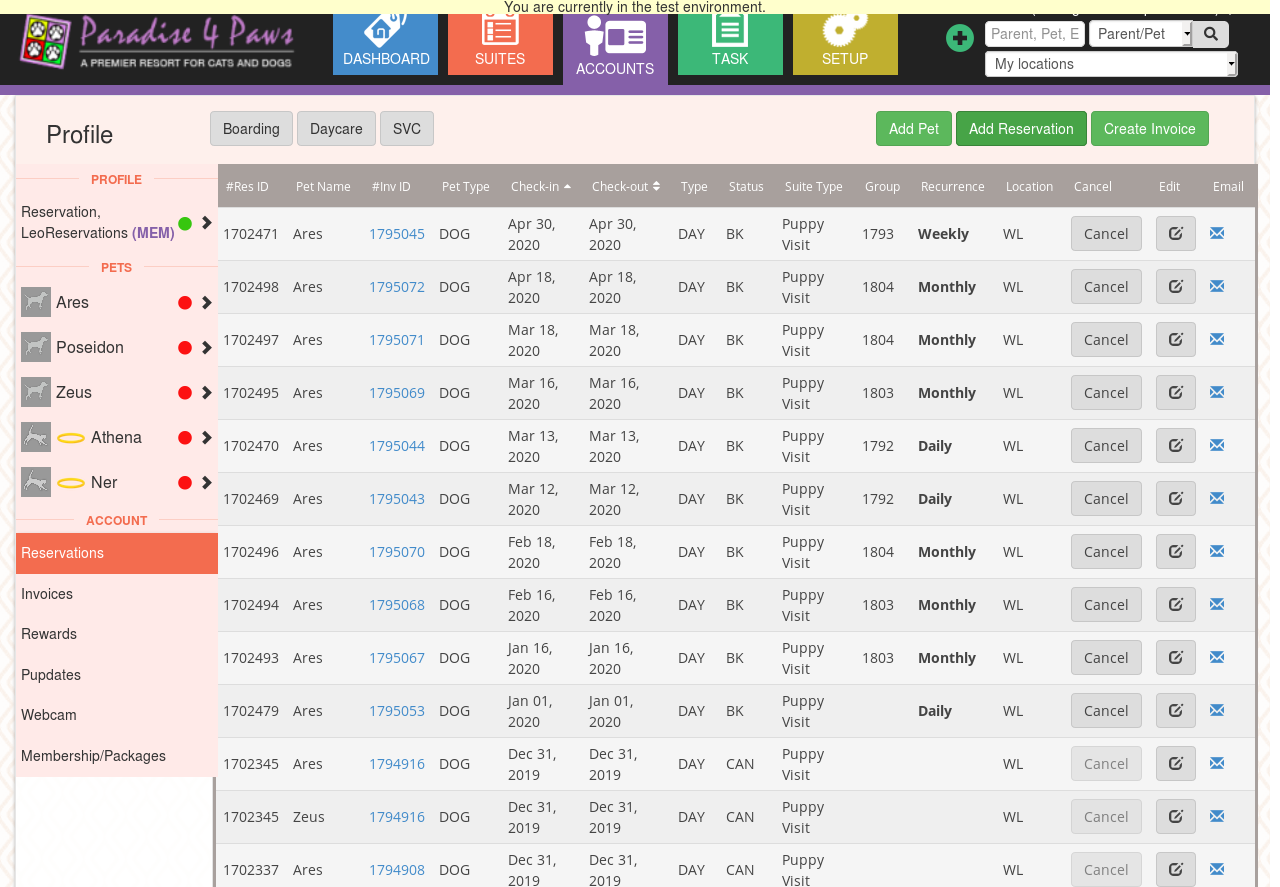 You are currently in the test environment.
Paradise 4 Paws
A PREMIER RESORT FOR CATS AND DOGS
DASHBOARD
SUITES
ACCOUNTS
TASK
SETUP
Parent, Pet, E
Parent/Pet
My locations
Profile
Boarding
Daycare
SVC
Add Pet
Add Reservation
Create Invoice
PROFILE
Reservation,
LeoReservations (MEM)
PETS
Ares
Poseidon
Zeus
Athena
Ner
ACCOUNT
Reservations
Invoices
Rewards
Pupdates
Webcam
Membership/Packages
#Res ID Pet Name #Inv ID Pet Type Check-in Check-out Type Status Suite Type Group Recurrence Location Cancel Edit Email
1702471 Ares 1795045 DOG Apr 30, 2020 Apr 30, 2020 DAY BK Puppy Visit 1793 Weekly WL Cancel
1702498 Ares 1795072 DOG Apr 18, 2020 Apr 18, 2020 DAY BK Puppy Visit 1804 Monthly WL Cancel
1702497 Ares 1795071 DOG Mar 18, 2020 Mar 18, 2020 DAY BK Puppy Visit 1804 Monthly WL Cancel
1702495 Ares 1795069 DOG Mar 16, 2020 Mar 16, 2020 DAY BK Puppy Visit 1803 Monthly WL Cancel
1702470 Ares 1795044 DOG Mar 13, 2020 Mar 13, 2020 DAY BK Puppy Visit 1792 Daily WL Cancel
1702469 Ares 1795043 DOG Mar 12, 2020 Mar 12, 2020 DAY BK Puppy Visit 1792 Daily WL Cancel
1702496 Ares 1795070 DOG Feb 18, 2020 Feb 18, 2020 DAY BK Puppy Visit 1804 Monthly WL Cancel
1702494 Ares 1795068 DOG Feb 16, 2020 Feb 16, 2020 DAY BK Puppy Visit 1803 Monthly WL Cancel
1702493 Ares 1795067 DOG Jan 16, 2020 Jan 16, 2020 DAY BK Puppy Visit 1803 Monthly WL Cancel
1702479 Ares 1795053 DOG Jan 01, 2020 Jan 01, 2020 DAY BK Puppy Visit Daily WL Cancel
1702345 Ares 1794916 DOG Dec 31, 2019 Dec 31, 2019 DAY CAN Puppy Visit WL Cancel
1702345 Zeus 1794916 DOG Dec 31, 2019 Dec 31, 2019 DAY CAN Puppy Visit WL Cancel
1702337 Ares 1794908 DOG Dec 31, 2019 Dec 31, 2019 DAY CAN Puppy Visit WL Cancel